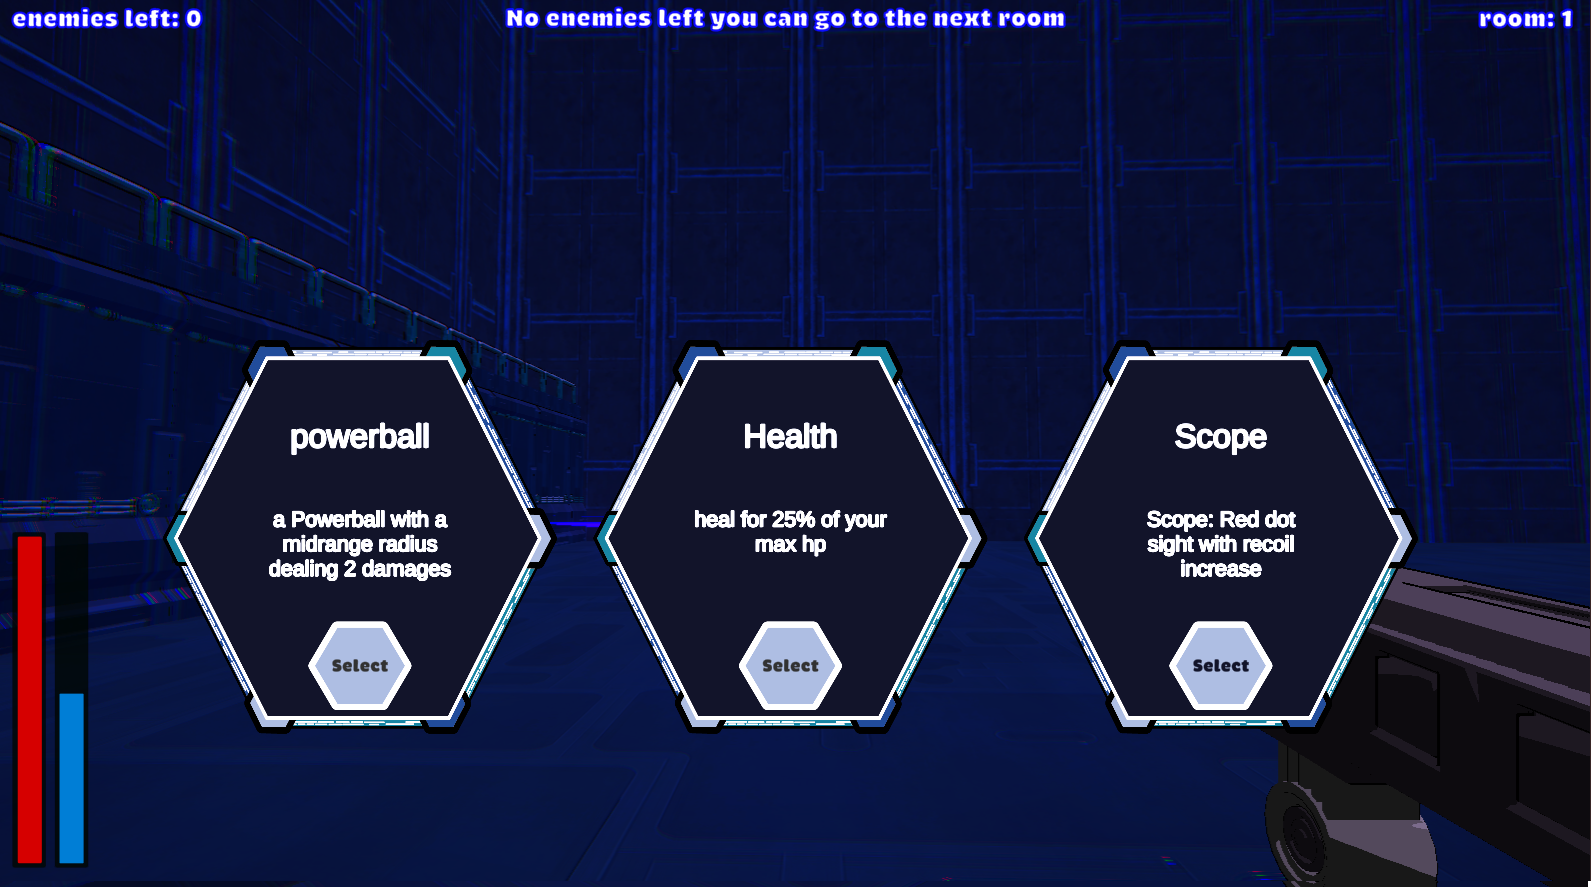 enemies left: 0
No enemies left you can go to the next room
room: 1
powerball
a Powerball with a
midrange radius
dealing 2 damages
Select
Health
heal for 25% of your
max hp
Select
Scope
Scope: Red dot
sight with recoil
increase
Select